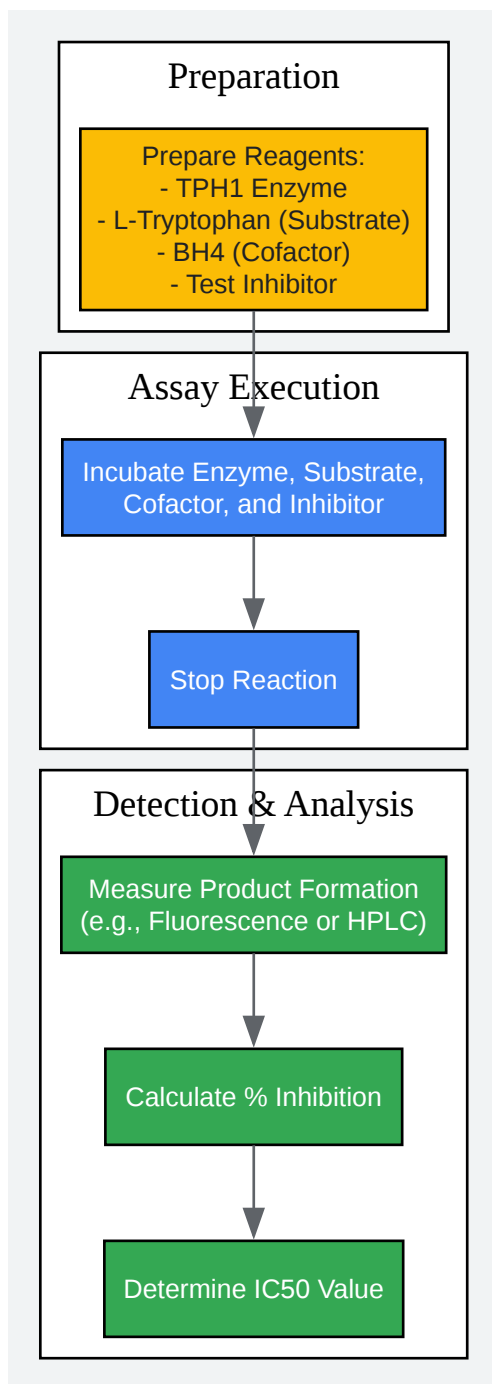 Preparation
Prepare Reagents:
- TPH1 Enzyme
- L-Tryptophan (Substrate)
- BH4 (Cofactor)
- Test Inhibitor
Assay Execution
Incubate Enzyme, Substrate,
Cofactor, and Inhibitor
Stop Reaction
Detection & Analysis
Measure Product Formation
(e.g., Fluorescence or HPLC)
Calculate % Inhibition
Determine IC50 Value